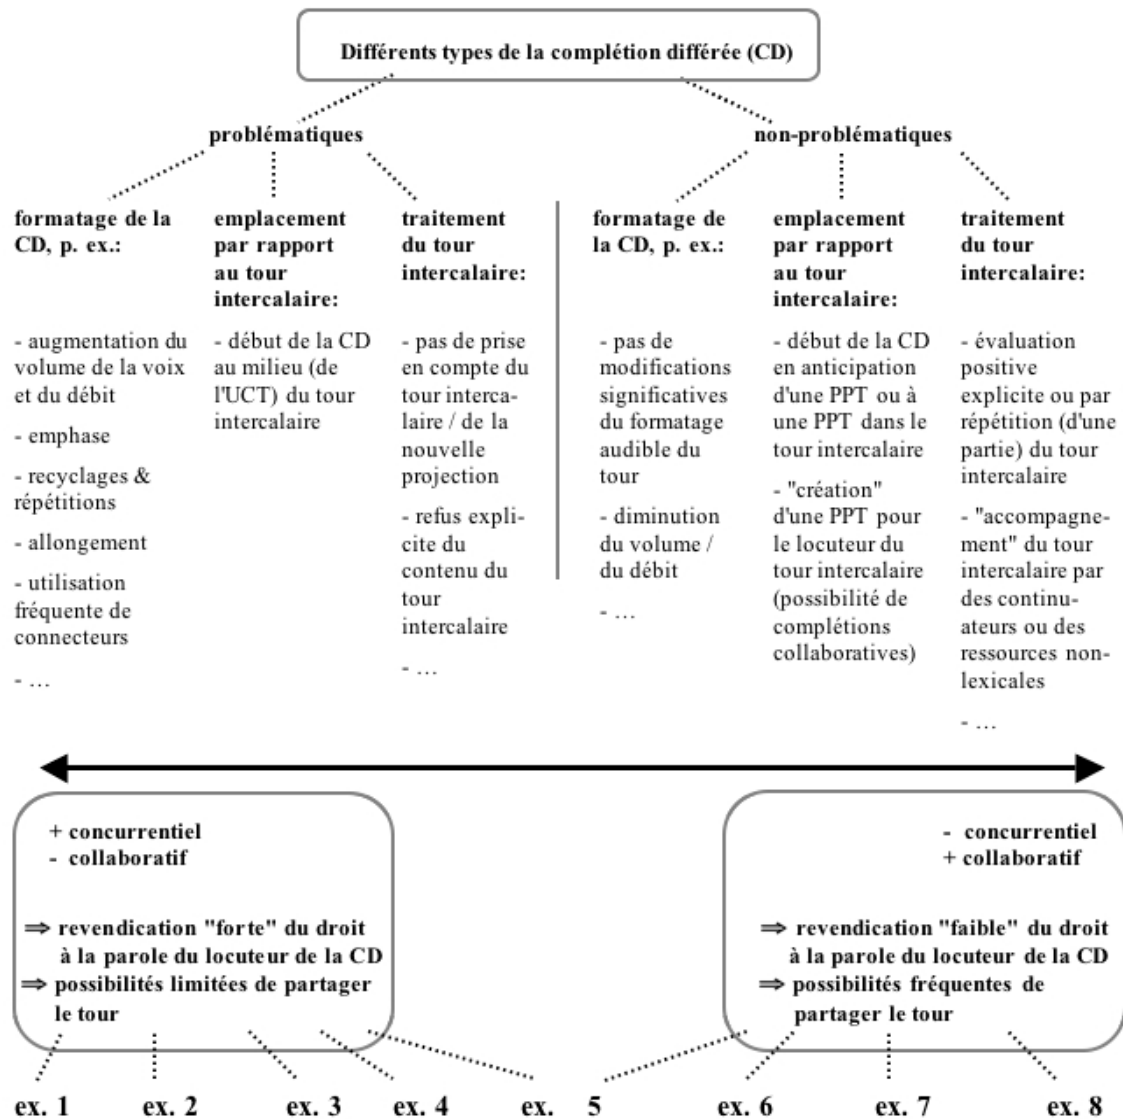 Différents types de la complétion différée (CD)
problématiques
non-problématiques
formatage de la
CD, p. ex.:
- augmentation du
volume de la voix
et du débit
- emphase
- recyclages &
répétitions
- allongement
- utilisation
fréquente de
connecteurs
- …
emplacement
par rapport
au tour
intercalaire:
- début de la CD
au milieu (de
l'UCT) du tour
intercalaire
traitement
du tour
intercalaire:
- pas de prise
en compte du
tour interca-
laire / de la
nouvelle
projection
- refus expli-
cite du
contenu du
tour
intercalaire
- …
formatage de
la CD, p. ex.:
- pas de
modifications
significatives
du formatage
audible du
tour
- diminution
du volume /
du débit
- …
emplacement
par rapport
au tour
intercalaire:
- début de la CD
en anticipation
d'une PPT ou à
une PPT dans le
tour intercalaire
- "création"
d'une PPT pour
le locuteur du
tour intercalaire
(possibilité de
complétions
collaboratives)
traitement
du tour
intercalaire:
- évaluation
positive
explicite ou par
répétition (d'une
partie) du tour
intercalaire
- "accompagne-
ment" du tour
intercalaire par
des continu-
ateurs ou des
ressources non-
lexicales
- …
+ concurrentiel
- collaboratif
⇒ revendication "forte" du droit
à la parole du locuteur de la CD
⇒ possibilités limitées de partager
le tour
- concurrentiel
+ collaboratif
⇒ revendication "faible" du droit
à la parole du locuteur de la CD
⇒ possibilités fréquentes de
partager le tour
ex. 1 ex. 2 ex. 3 ex. 4 ex. 5 ex. 6 ex. 7 ex. 8